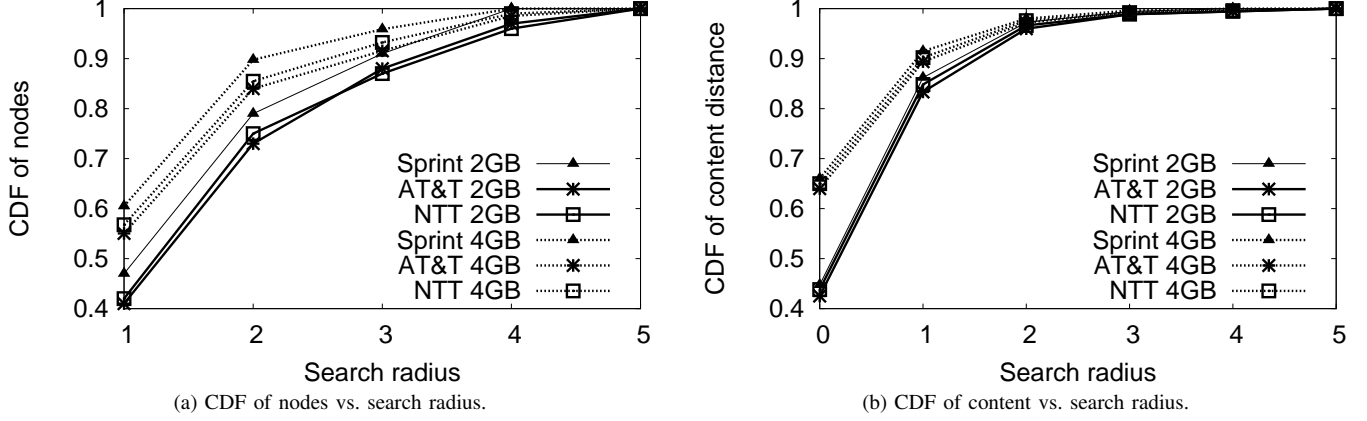 1
0.9
0.8
0.7
0.6
0.5
0.4
CDF of nodes
Sprint 2GB
AT&T 2GB
NTT 2GB
Sprint 4GB
AT&T 4GB
NTT 4GB
1 2 3 4 5
Search radius
(a) CDF of nodes vs. search radius.
1
0.9
0.8
0.7
0.6
0.5
0.4
CDF of content distance
Sprint 2GB
AT&T 2GB
NTT 2GB
Sprint 4GB
AT&T 4GB
NTT 4GB
0 1 2 3 4 5
Search radius
(b) CDF of content vs. search radius.